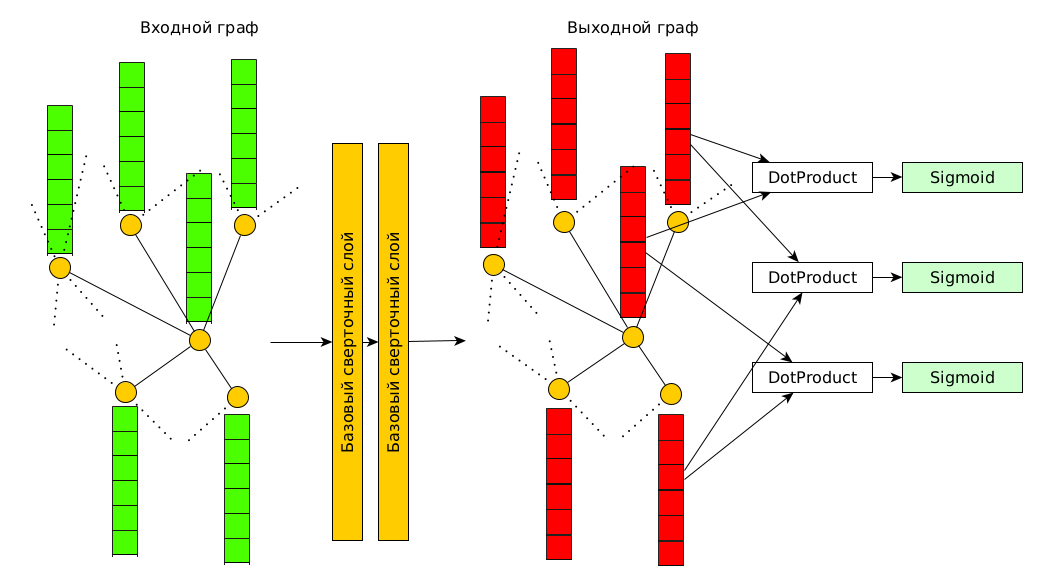 Входной граф
Выходной граф
Базовый сверточный слой
Базовый сверточный слой
DotProduct
Sigmoid
DotProduct
Sigmoid
DotProduct
Sigmoid